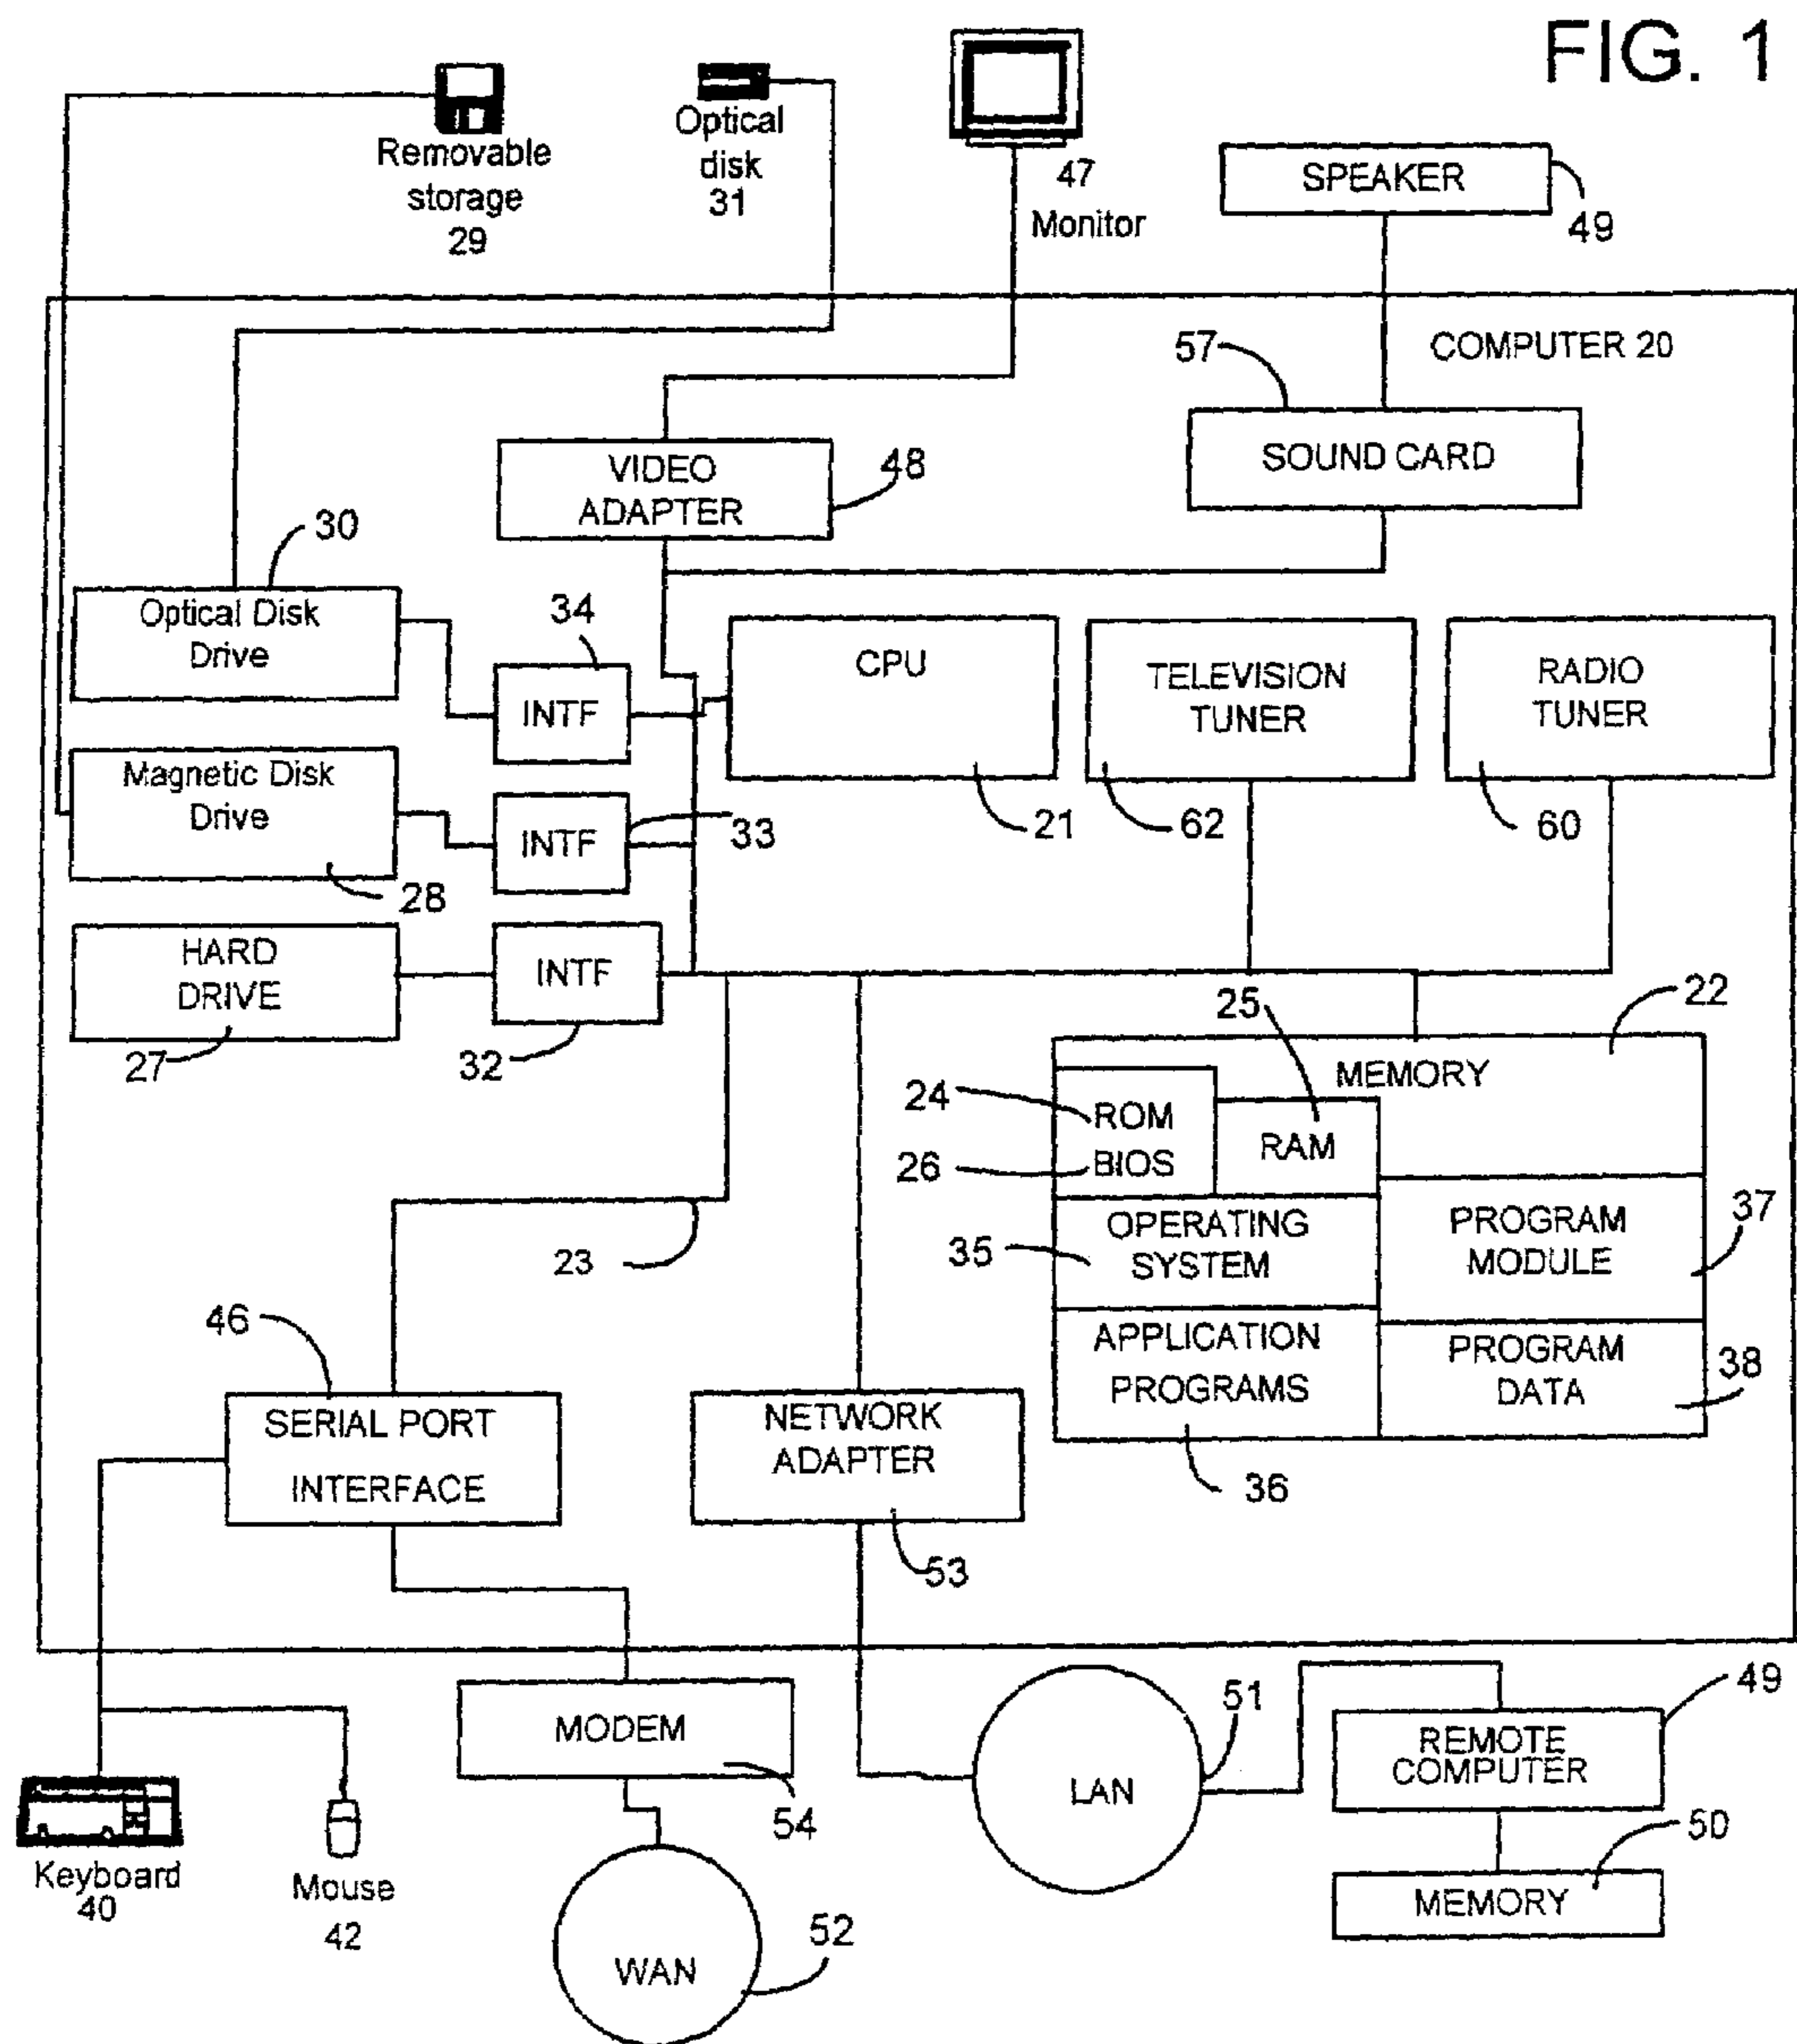 FIG. 1
Removable
storage
29
Optical
disk
31
47
Monitor
SPEAKER
49
COMPUTER 20
57
SOUND CARD
VIDEO
ADAPTER
48
30
Optical Disk
Drive
34
INTF
CPU
21
TELEVISION
TUNER
62
RADIO
TUNER
60
Magnetic Disk
Drive
28
INTF
33
HARD
DRIVE
27
INTF
32
25
22
MEMORY
24
ROM
26
BIOS
RAM
23
35
OPERATING
SYSTEM
PROGRAM
MODULE
37
46
APPLICATION
PROGRAMS
36
PROGRAM
DATA
38
SERIAL PORT
INTERFACE
NETWORK
ADAPTER
53
MODEM
54
LAN
51
49
REMOTE
COMPUTER
50
MEMORY
Keyboard
40
Mouse
42
WAN
52